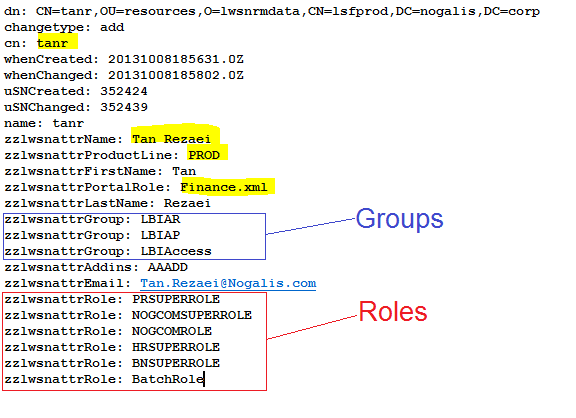 dn: CN=tanr,OU=resources,O=lwsnrmdata,CN=lsfprod,DC=nogalis,DC=corp
changetype: add
cn: tanr
whenCreated: 20131008185631.0Z
whenChanged: 20131008185802.0Z
uSNCreated: 352424
uSNChanged: 352439
name: tanr
zzlwsnattrName: Tan Rezaei
zzlwsnattrProductLine: PROD
zzlwsnattrFirstName: Tan
zzlwsnattrPortalRole: Finance.xml
zzlwsnattrLastName: Rezaei
zzlwsnattrGroup: LBIAR
zzlwsnattrGroup: LBIAP
zzlwsnattrGroup: LBIAccess
Groups
zzlwsnattrAddins: AAADD
zzlwsnattrEmail: Tan.Rezaei@Nogalis.com
zzlwsnattrRole: PRSUPERROLE
zzlwsnattrRole: NOGCOMSUPERROLE
zzlwsnattrRole: NOGCOMROLE
zzlwsnattrRole: HRSUPERROLE
zzlwsnattrRole: BNSUPERROLE
zzlwsnattrRole: BatchRole
Roles